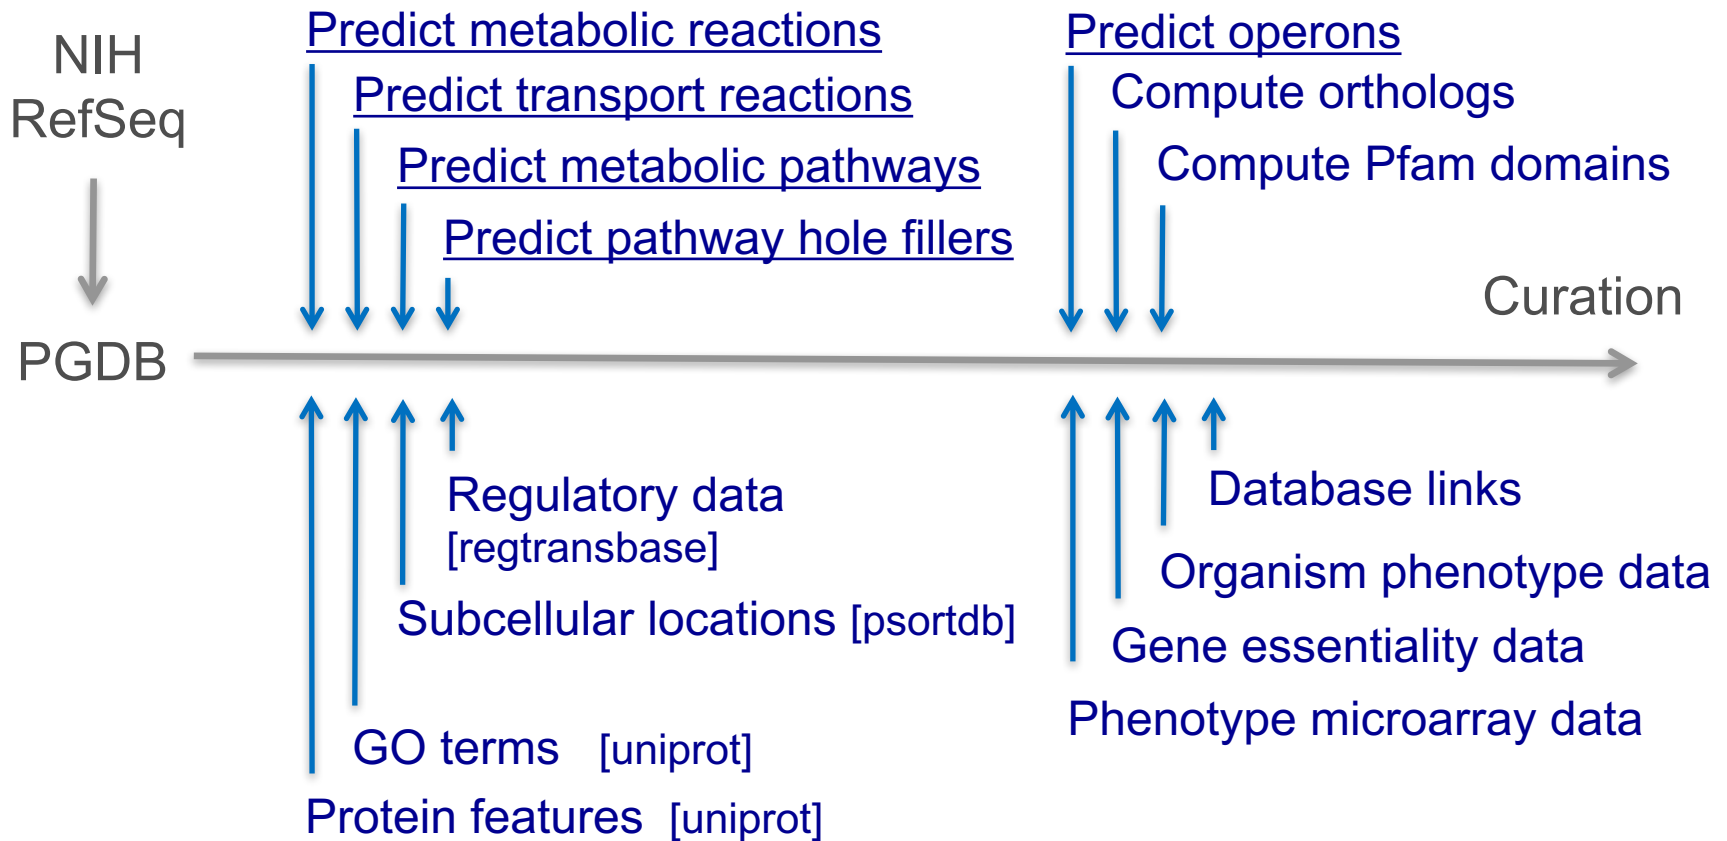 NIH
RefSeq
PGDB
Predict metabolic reactions
Predict transport reactions
Predict metabolic pathways
Predict pathway hole fillers
Predict operons
Compute orthologs
Compute Pfam domains
Curation
Regulatory data
[regtransbase]
Subcellular locations [psortdb]
GO terms [uniprot]
Protein features [uniprot]
Database links
Organism phenotype data
Gene essentiality data
Phenotype microarray data